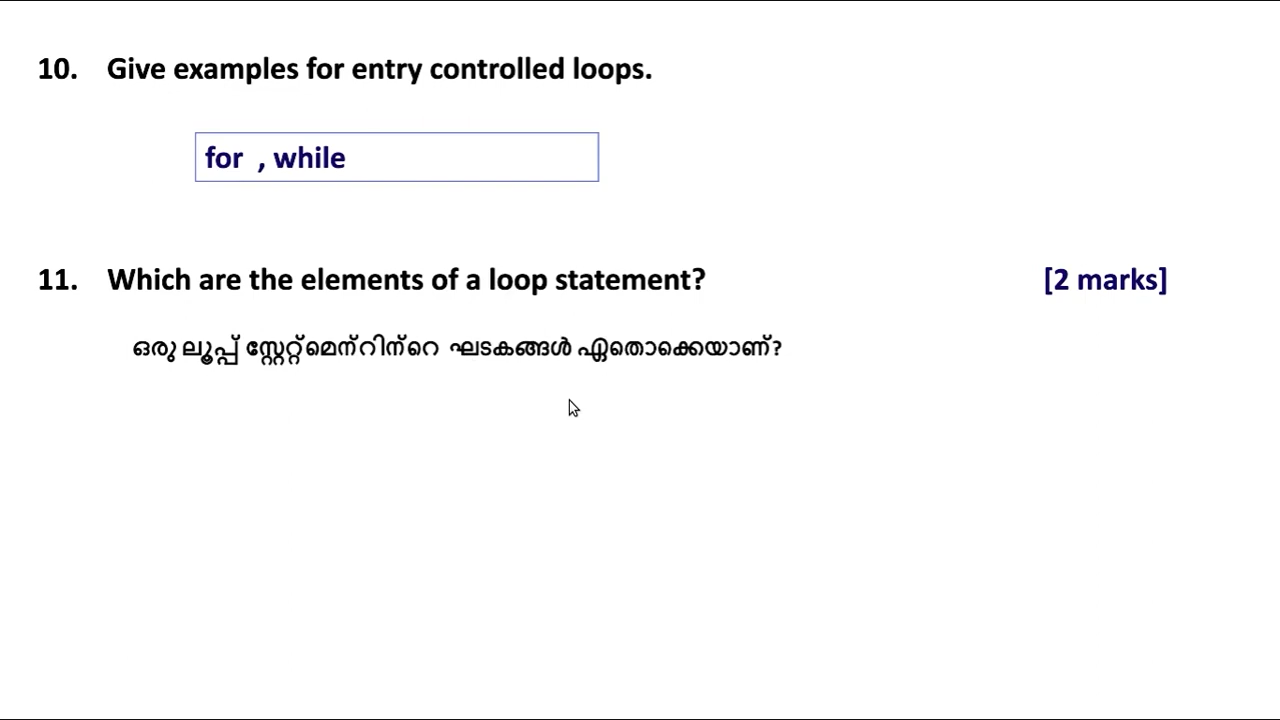 10. Give examples for entry controlled loops.
for , while
11. Which are the elements of a loop statement? [2 marks]
ഒരു ലൂപ്പ് സ്റ്റേറ്റ്മെന്റിന്റെ ഘടകങ്ങൾ ഏതൊക്കെയാണ്?